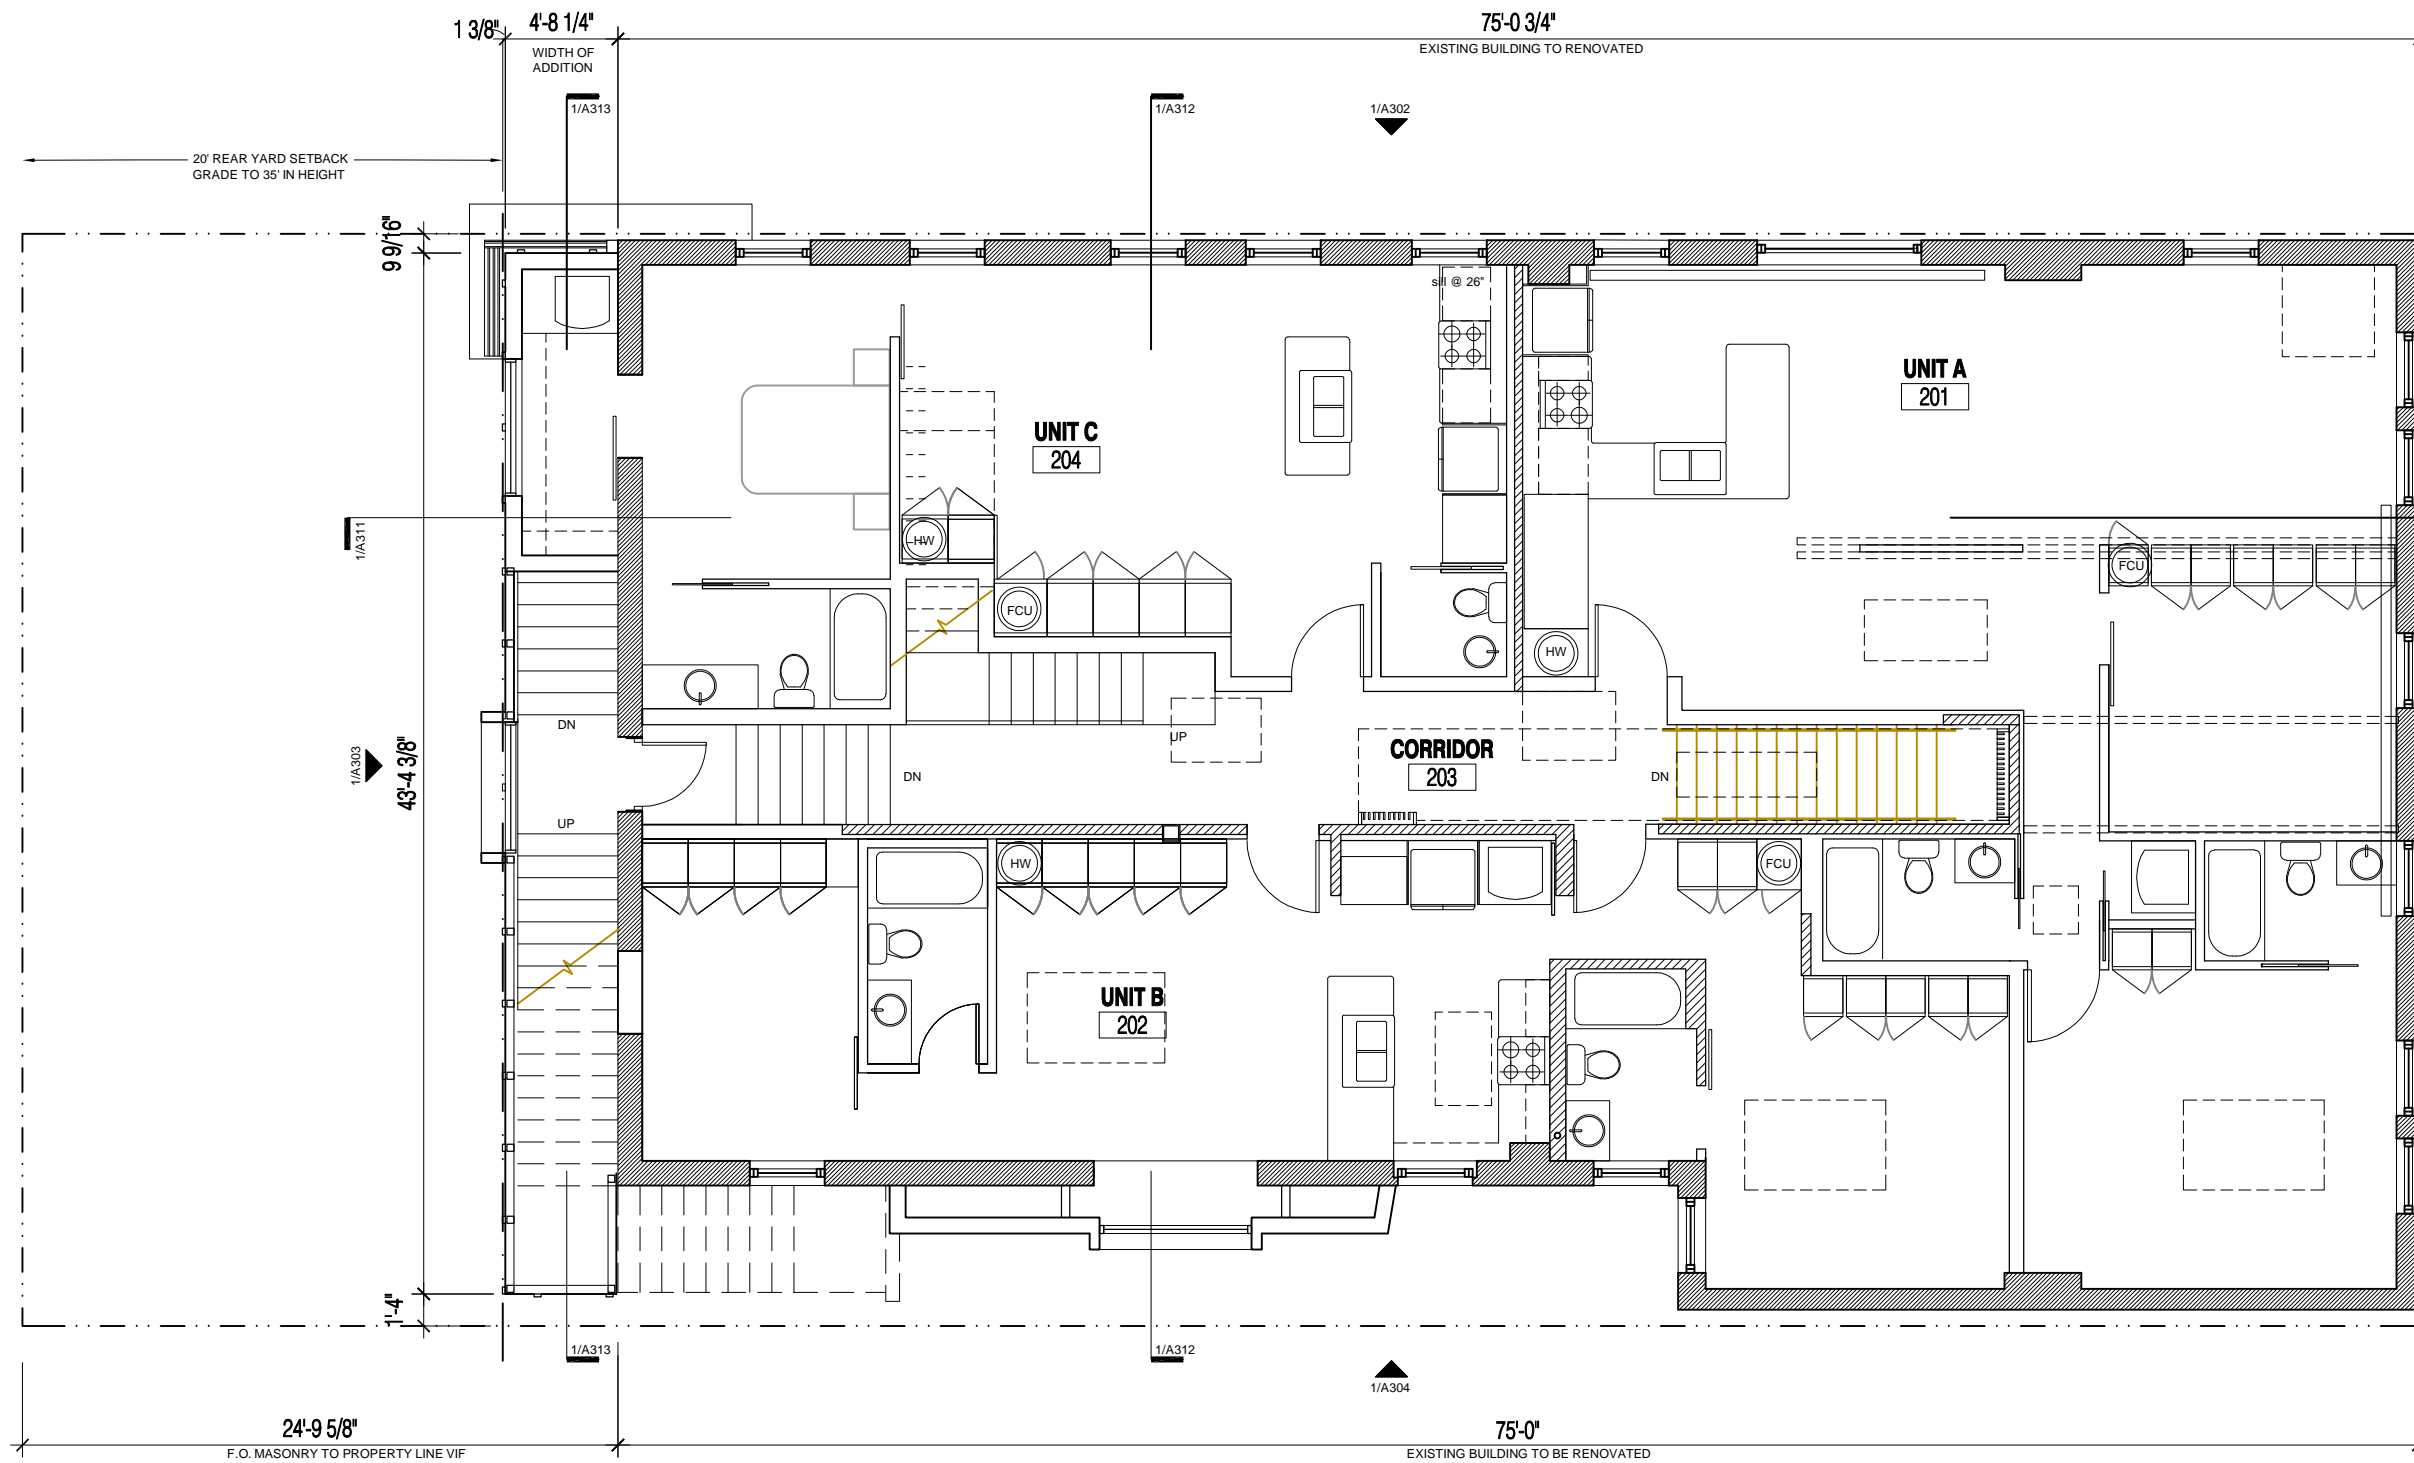 1 3/8"
4'-8 1/4"
75'-0 3/4"
WIDTH OF
ADDITION
EXISTING BUILDING TO RENOVATED
1/A313
1/A312
1/A302
20' REAR YARD SETBACK
GRADE TO 35' IN HEIGHT
9 9/16"
sill @ 26"
UNIT A
201
UNIT C
204
1/A311
HW
FCU
FCU
HW
DN
UP
CORRIDOR
203
DN
DN
1/A303
43'-4 3/8"
UP
HW
FCU
UNIT B
202
1'-4"
1/A313
1/A312
1/A304
24'-9 5/8"
F.O. MASONRY TO PROPERTY LINE VIF
75'-0"
EXISTING BUILDING TO BE RENOVATED